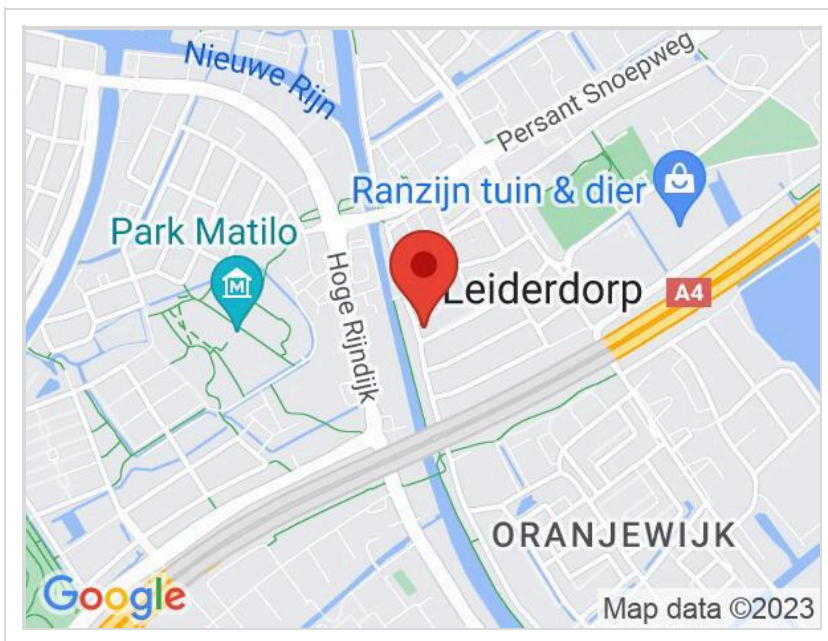 Nieuwe Rijn
Persant Snoepweg
Ranzijn tuin & dier
Park Matilo
Hoge Rijndijk
Leiderdorp
A4
M
ORANJEWIJK
Google
Map data ©2023